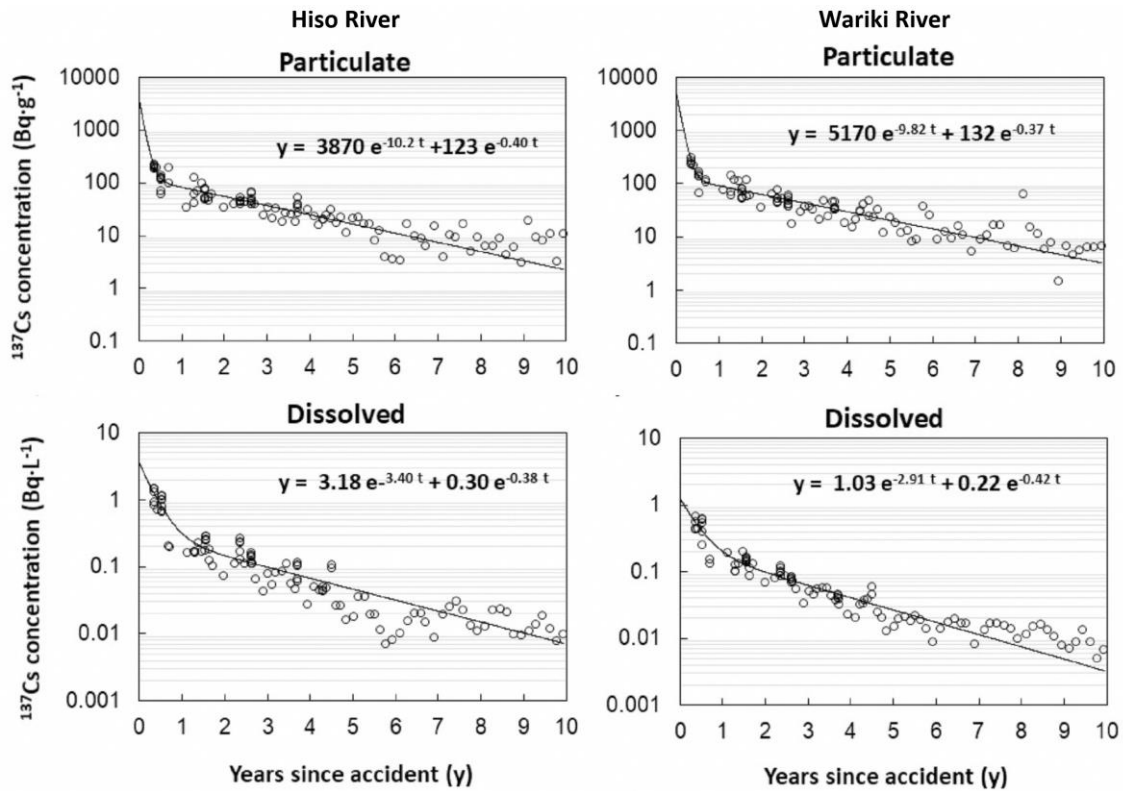 Hiso River
Wariki River
Particulate
Particulate
¹³⁷Cs concentration (Bq·g⁻¹)
10000
1000
100
10
1
0.1
y = 3870 e⁻¹⁰·² ᵗ +123 e⁻⁰·⁴⁰ ᵗ
0 1 2 3 4 5 6 7 8 9 10
10000
1000
100
10
1
0.1
y = 5170 e⁻⁹·⁸² ᵗ + 132 e⁻⁰·³⁷ ᵗ
0 1 2 3 4 5 6 7 8 9 10
Dissolved
Dissolved
¹³⁷Cs concentration (Bq·L⁻¹)
10
1
0.1
0.01
0.001
y = 3.18 e-³·⁴⁰ ᵗ + 0.30 e⁻⁰·³⁸ ᵗ
0 1 2 3 4 5 6 7 8 9 10
10
1
0.1
0.01
0.001
y = 1.03 e⁻²·⁹¹ ᵗ + 0.22 e⁻⁰·⁴² ᵗ
0 1 2 3 4 5 6 7 8 9 10
Years since accident (y)
Years since accident (y)